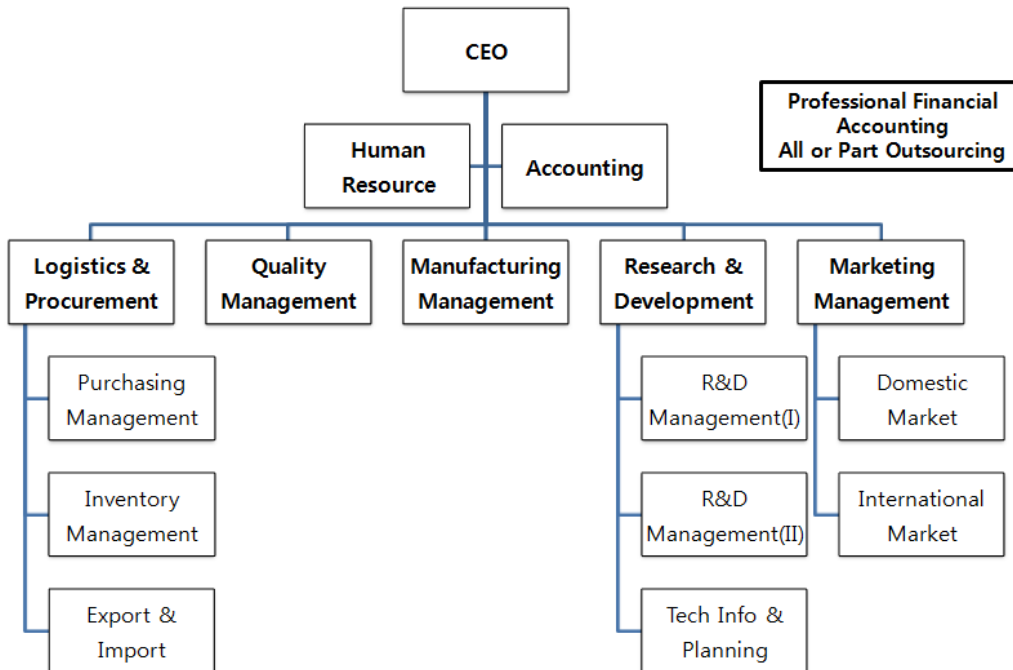 CEO
Professional Financial
Accounting
All or Part Outsourcing
Human
Resource
Accounting
Logistics &
Procurement
Quality
Management
Manufacturing
Management
Research &
Development
Marketing
Management
Purchasing
Management
R&D
Management(I)
Domestic
Market
Inventory
Management
R&D
Management(II)
International
Market
Export &
Import
Tech Info &
Planning